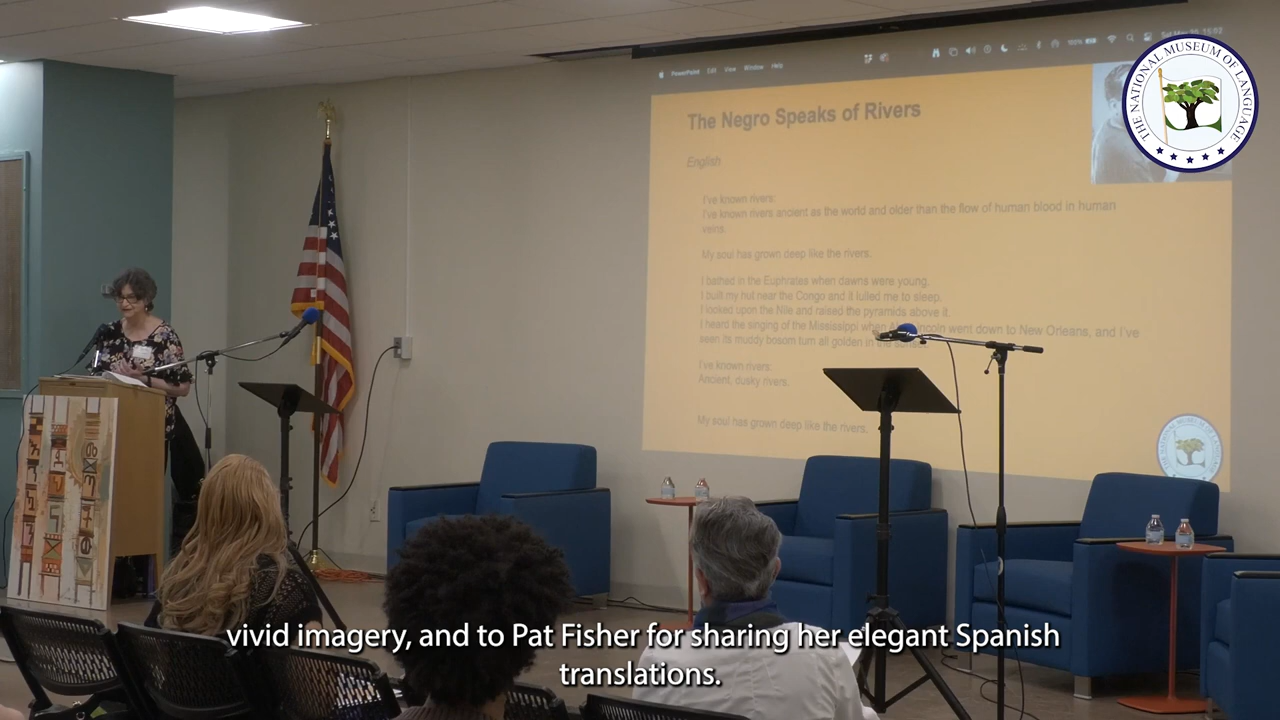 PowerPoint Edit View Window Help
THE NATIONAL MUSEUM OF LANGUAGE
The Negro Speaks of Rivers
English
I've known rivers:
I've known rivers ancient as the world and older than the flow of human blood in human
veins.
My soul has grown deep like the rivers.
I bathed in the Euphrates when dawns were young.
I built my hut near the Congo and it lulled me to sleep.
I looked upon the Nile and raised the pyramids above it.
I heard the singing of the Mississippi when went down to New Orleans, and I've
seen its muddy bosom turn all golden in the
I've known rivers:
Ancient, dusky rivers.
My soul has grown deep like the rivers.
vivid imagery, and to Pat Fisher for sharing her elegant Spanish
translations.